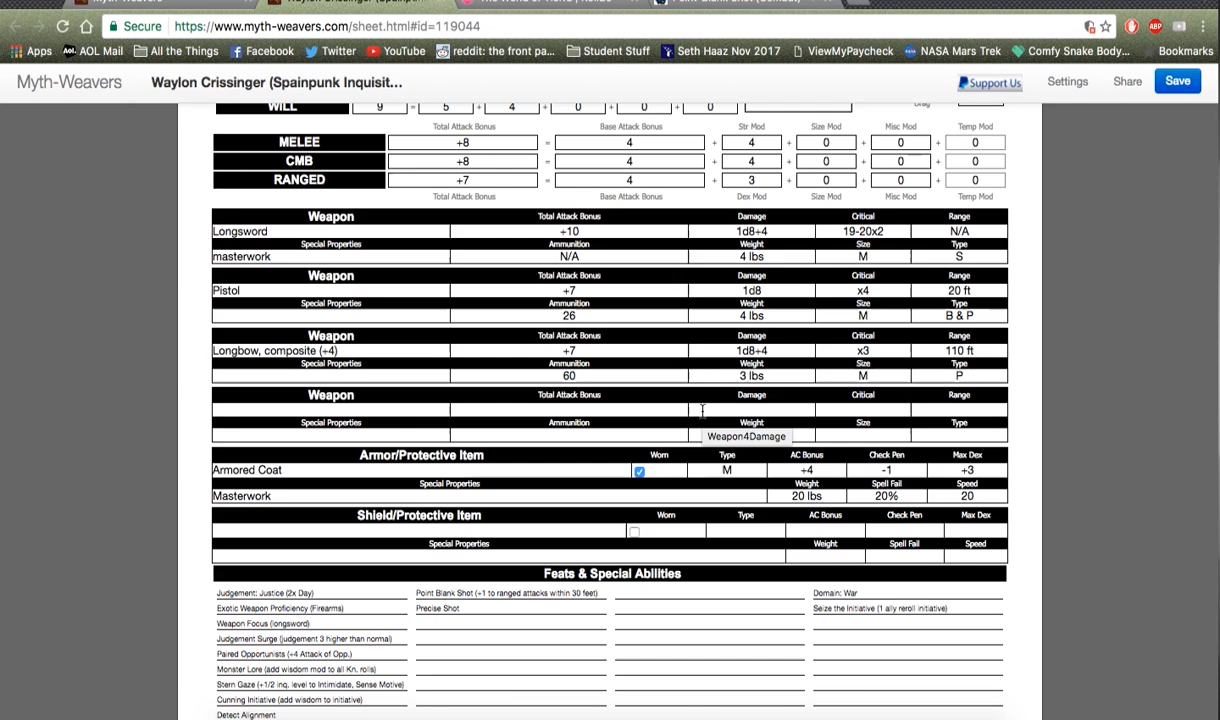 Myth-Weavers
Secure https://www.myth-weavers.com/sheet.html#id=119044
Apps AOL Mail All the Things Facebook Twitter YouTube reddit: the front pa... Student Stuff Seth Haaz Nov 2017 ViewMyPaycheck NASA Mars Trek Comfy Snake Body... Bookmarks
Myth-Weavers Waylon Crissinger (Spainpunk Inquisit... Support Us Settings Share Save
WILL 9 = 5 + 4 + 0 + 0 + 0
Total Attack Bonus Base Attack Bonus Str Mod Size Mod Misc Mod Temp Mod
MELEE +8 = 4 + 4 + 0 + 0 + 0
CMB +8 = 4 + 4 + 0 + 0 + 0
RANGED +7 = 4 + 3 + 0 + 0 + 0
Total Attack Bonus Base Attack Bonus Dex Mod Size Mod Misc Mod Temp Mod
Weapon Total Attack Bonus Damage Critical Range
Longsword +10 1d8+4 19-20x2 N/A
Special Properties Ammunition Weight Size Type
masterwork N/A 4 lbs M S
Weapon Total Attack Bonus Damage Critical Range
Pistol +7 1d8 x4 20 ft
Special Properties Ammunition Weight Size Type
26 4 lbs M B & P
Weapon Total Attack Bonus Damage Critical Range
Longbow, composite (+4) +7 1d8+4 x3 110 ft
Special Properties Ammunition Weight Size Type
60 3 lbs M P
Weapon Total Attack Bonus Damage Critical Range
Special Properties Ammunition Weight Size Type
Weapon4Damage
Armor/Protective Item Worn Type AC Bonus Check Pen Max Dex
Armored Coat M +4 -1 +3
Special Properties Weight Spell Fail Speed
Masterwork 20 lbs 20% 20
Shield/Protective Item Worn Type AC Bonus Check Pen Max Dex
Special Properties Weight Spell Fail Speed
Feats & Special Abilities
Judgement: Justice (2x Day) Point Blank Shot (+1 to ranged attacks within 30 feet) Domain: War
Exotic Weapon Proficiency (Firearms) Precise Shot Seize the Initiative (1 ally reroll initiative)
Weapon Focus (longsword)
Judgement Surge (judgement 3 higher than normal)
Paired Opportunists (+4 Attack of Opp.)
Monster Lore (add wisdom mod to all Kn. rolls)
Stern Gaze (+1/2 inq. level to Intimidate, Sense Motive)
Cunning Initiative (add wisdom to initiative)
Detect Alignment